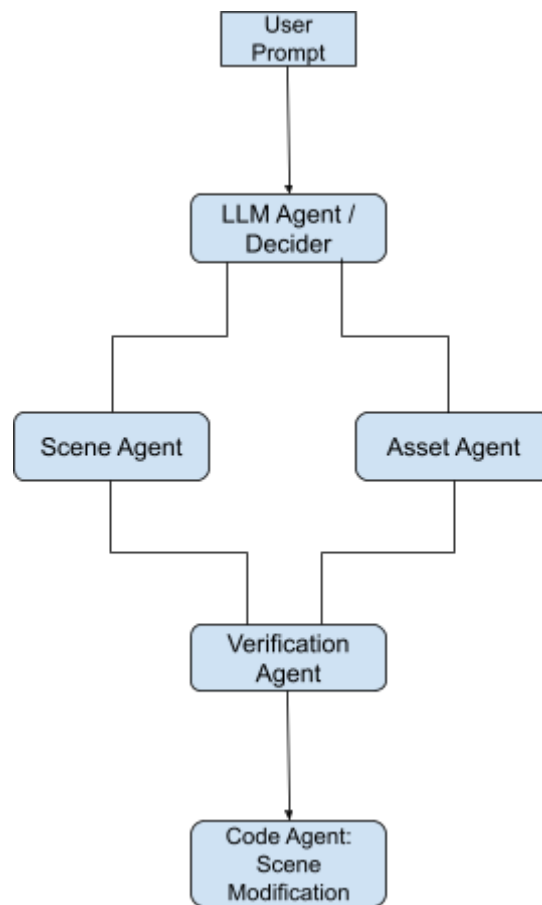 User
Prompt
LLM Agent /
Decider
Scene Agent
Asset Agent
Verification
Agent
Code Agent:
Scene
Modification